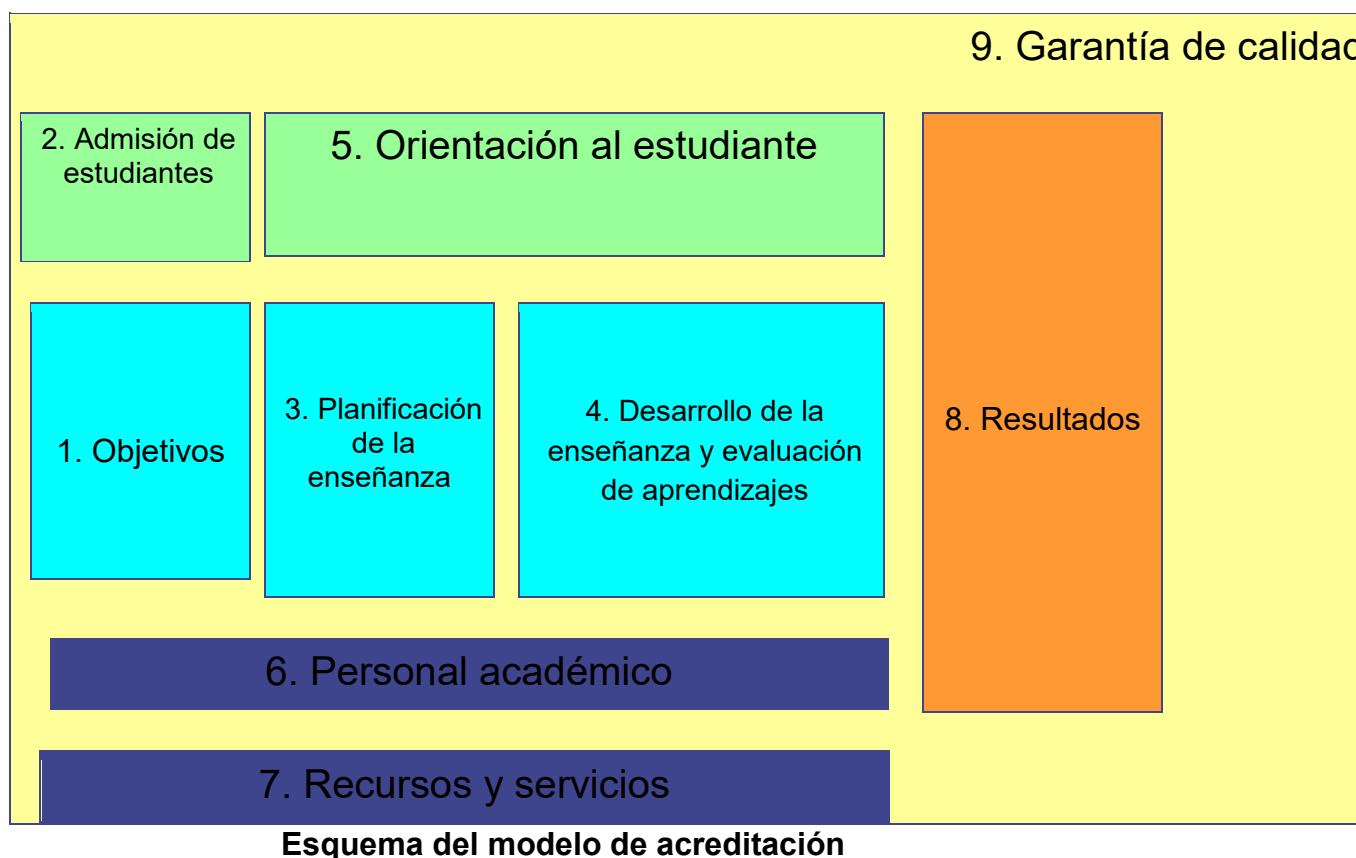 9. Garantía de calidad
2. Admisión de
estudiantes
5. Orientación al estudiante
1. Objetivos
3. Planificación
de la
enseñanza
4. Desarrollo de la
enseñanza y evaluación
de aprendizajes
8. Resultados
6. Personal académico
7. Recursos y servicios
Esquema del modelo de acreditación